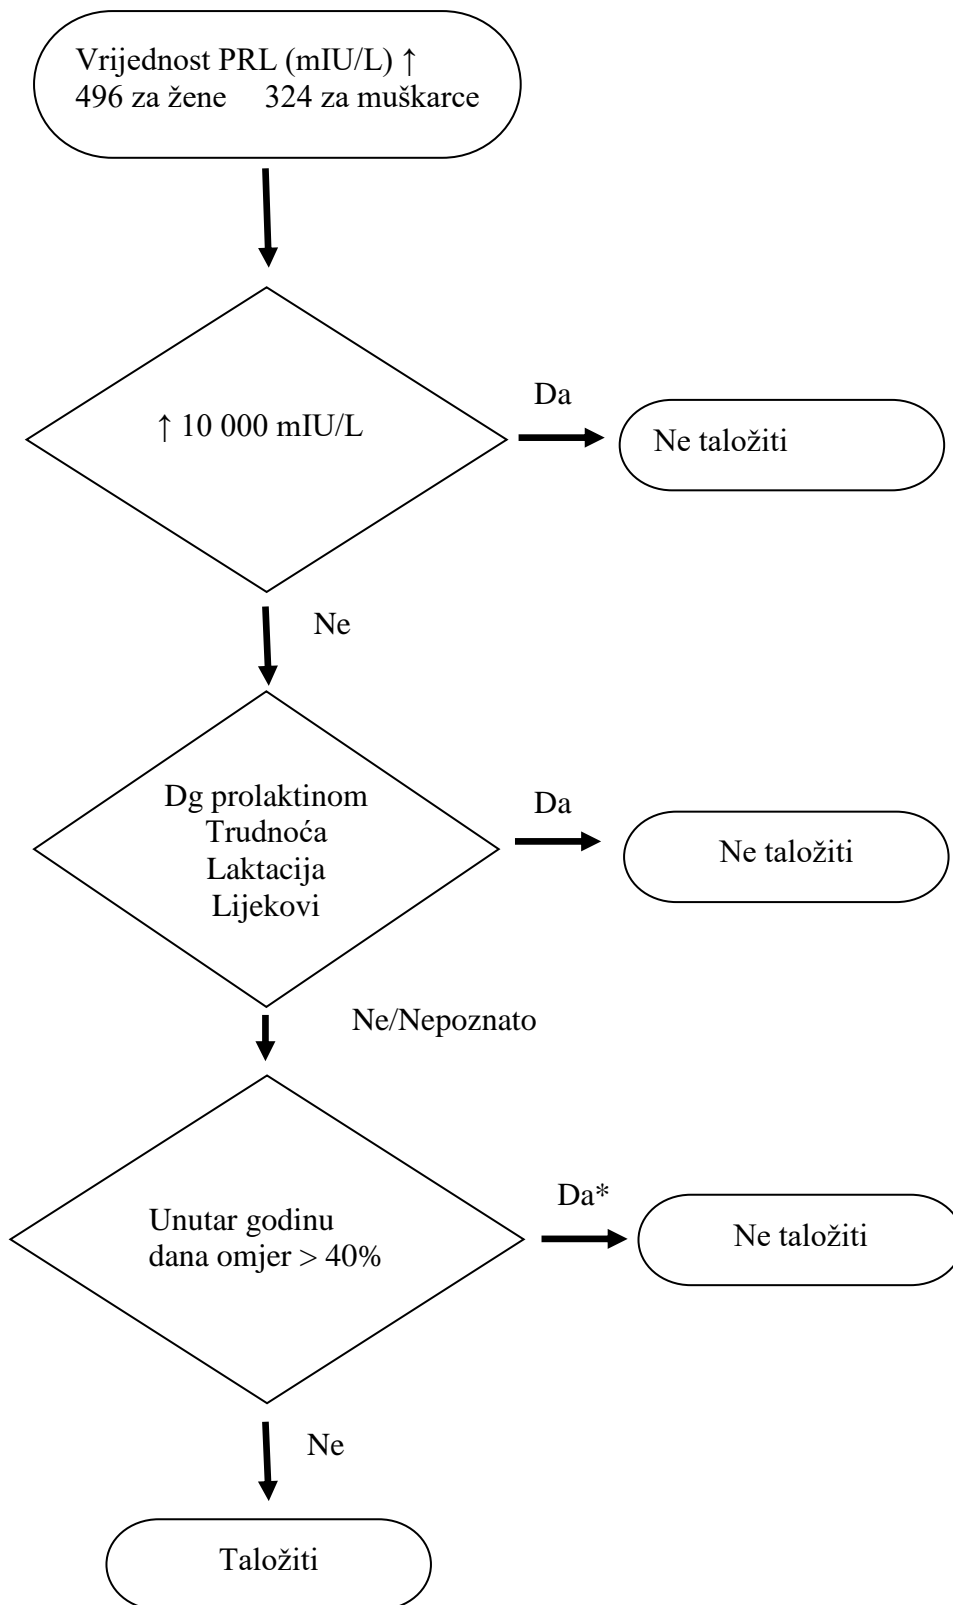 Vrijednost PRL (mIU/L) ↑
496 za žene 324 za muškarce
↑ 10 000 mIU/L
Da
Ne taložiti
Ne
Dg prolaktinom
Trudnoća
Laktacija
Lijekovi
Da
Ne taložiti
Ne/Nepoznato
Unutar godinu
dana omjer > 40%
Da*
Ne taložiti
Ne
Taložiti